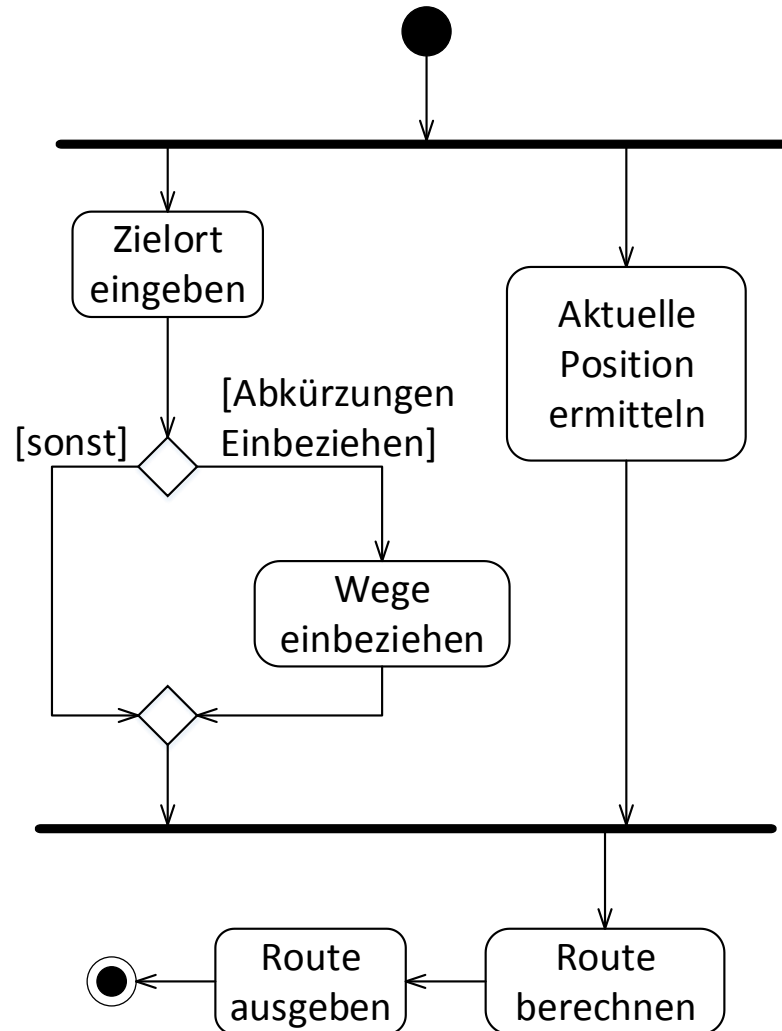 Zielort
eingeben
Aktuelle
Position
ermitteln
[sonst]
[Abkürzungen
Einbeziehen]
Wege
einbeziehen
Route
ausgeben
Route
berechnen